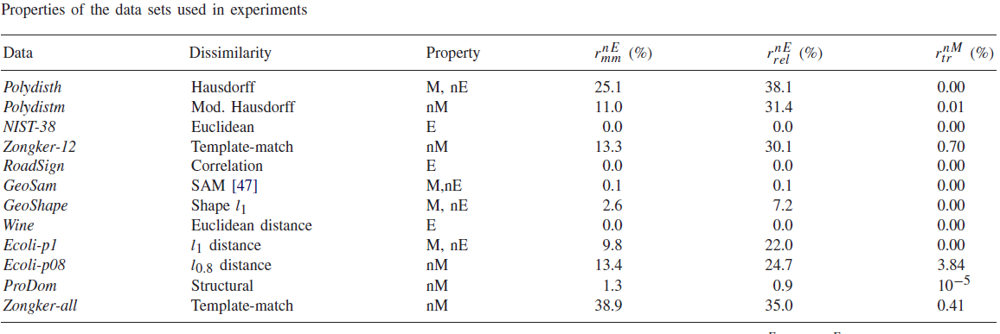 Properties of the data sets used in experiments
Data Dissimilarity Property r_{mm}^{nE} (%) r_{rel}^{nE} (%) r_{tr}^{nM} (%)
Polydisth Hausdorff M, nE 25.1 38.1 0.00
Polydistm Mod. Hausdorff nM 11.0 31.4 0.01
NIST-38 Euclidean E 0.0 0.0 0.00
Zongker-12 Template-match nM 13.3 30.1 0.70
RoadSign Correlation E 0.0 0.0 0.00
GeoSam SAM [47] M,nE 0.1 0.1 0.00
GeoShape Shape l_1 M, nE 2.6 7.2 0.00
Wine Euclidean distance E 0.0 0.0 0.00
Ecoli-p1 l_1 distance M, nE 9.8 22.0 0.00
Ecoli-p08 l_{0.8} distance nM 13.4 24.7 3.84
ProDom Structural nM 1.3 0.9 10^{-5}
Zongker-all Template-match nM 38.9 35.0 0.41